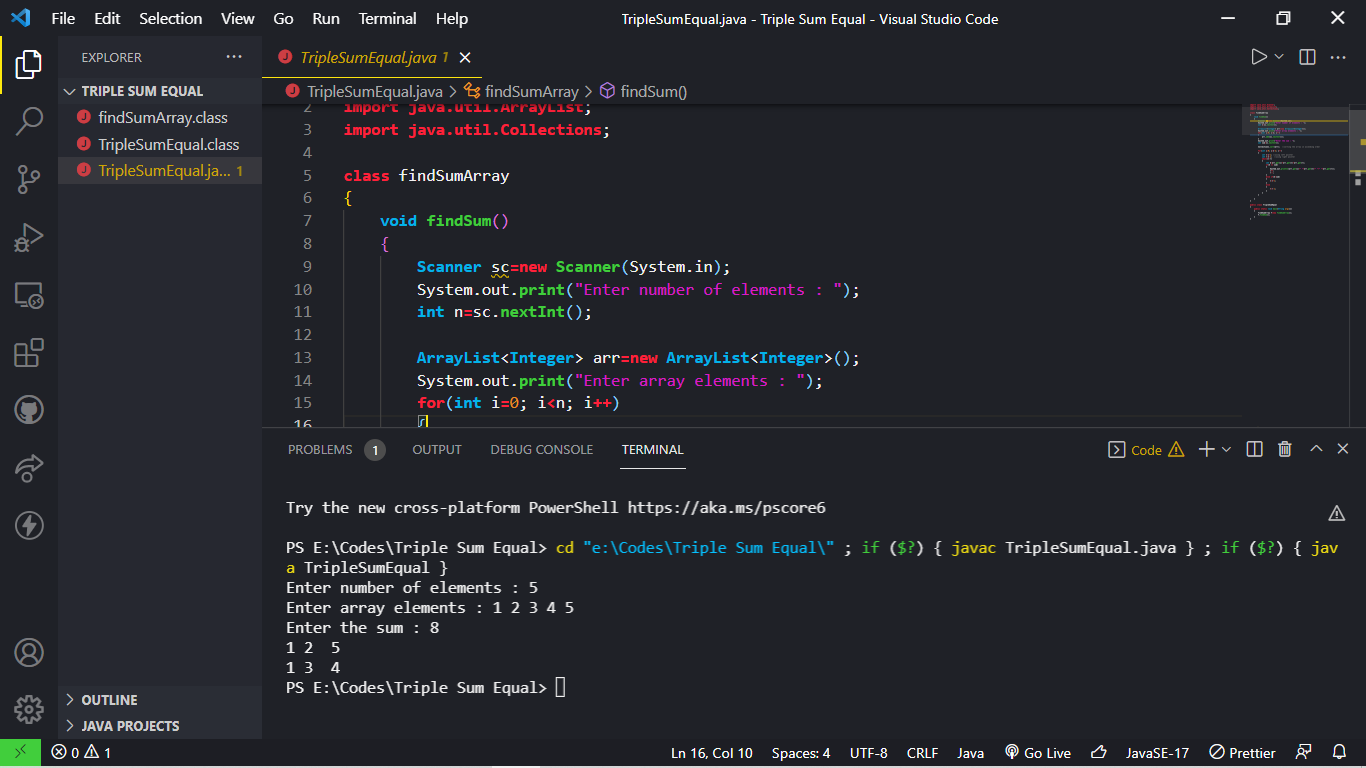 File Edit Selection View Go Run Terminal Help
TripleSumEqual.java - Triple Sum Equal - Visual Studio Code
EXPLORER
TRIPLE SUM EQUAL
findSumArray.class
TripleSumEqual.class
TripleSumEqual.ja... 1
OUTLINE
JAVA PROJECTS
TripleSumEqual.java 1
TripleSumEqual.java > findSumArray > findSum()
2 import java.util.ArrayList;
3 import java.util.Collections;
4
5 class findSumArray
6 {
7 void findSum()
8 {
9 Scanner sc=new Scanner(System.in);
10 System.out.print("Enter number of elements : ");
11 int n=sc.nextInt();
12
13 ArrayList<Integer> arr=new ArrayList<Integer>();
14 System.out.print("Enter array elements : ");
15 for(int i=0; i<n; i++)
16 {
PROBLEMS 1 OUTPUT DEBUG CONSOLE TERMINAL
Code
Try the new cross-platform PowerShell https://aka.ms/pscore6
PS E:\Codes\Triple Sum Equal> cd "e:\Codes\Triple Sum Equal\" ; if ($?) { javac TripleSumEqual.java } ; if ($?) { jav
a TripleSumEqual }
Enter number of elements : 5
Enter array elements : 1 2 3 4 5
Enter the sum : 8
1 2  5
1 3  4
PS E:\Codes\Triple Sum Equal>
0 1
Ln 16, Col 10 Spaces: 4 UTF-8 CRLF Java Go Live JavaSE-17 Prettier